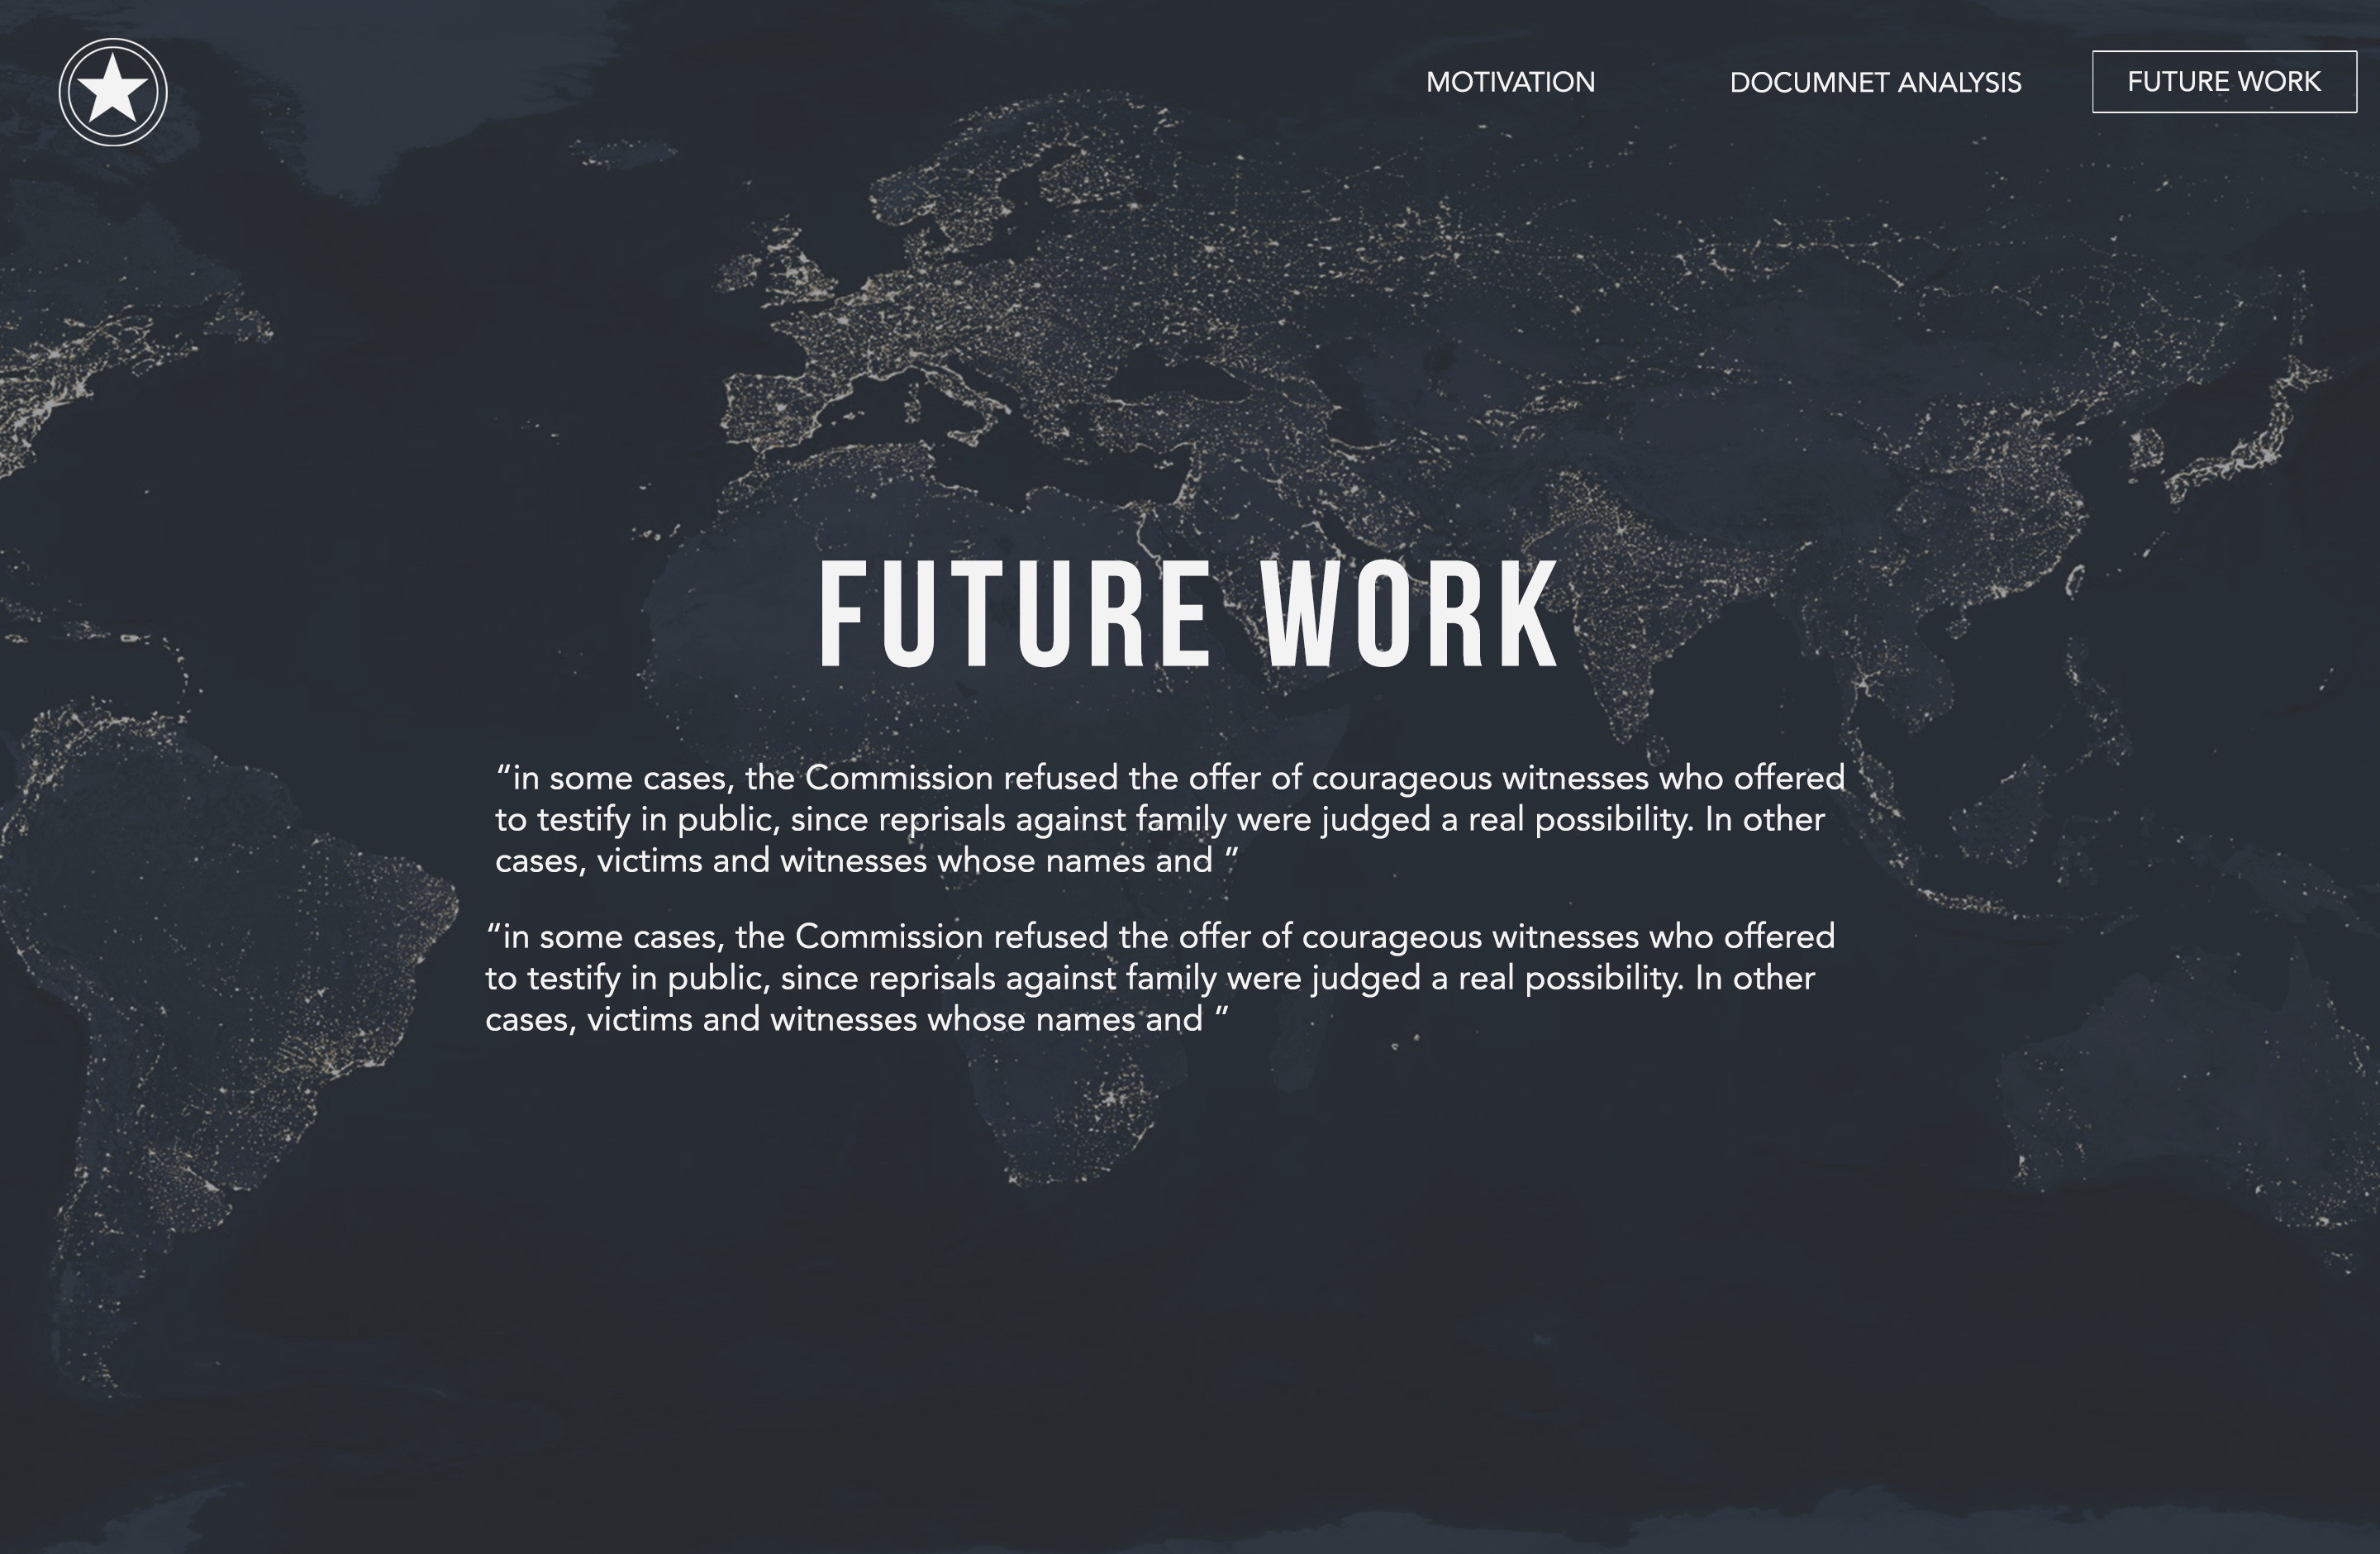 MOTIVATION
DOCUMNET ANALYSIS
FUTURE WORK
FUTURE WORK
“in some cases, the Commission refused the offer of courageous witnesses who offered
to testify in public, since reprisals against family were judged a real possibility. In other
cases, victims and witnesses whose names and ”
“in some cases, the Commission refused the offer of courageous witnesses who offered
to testify in public, since reprisals against family were judged a real possibility. In other
cases, victims and witnesses whose names and ”